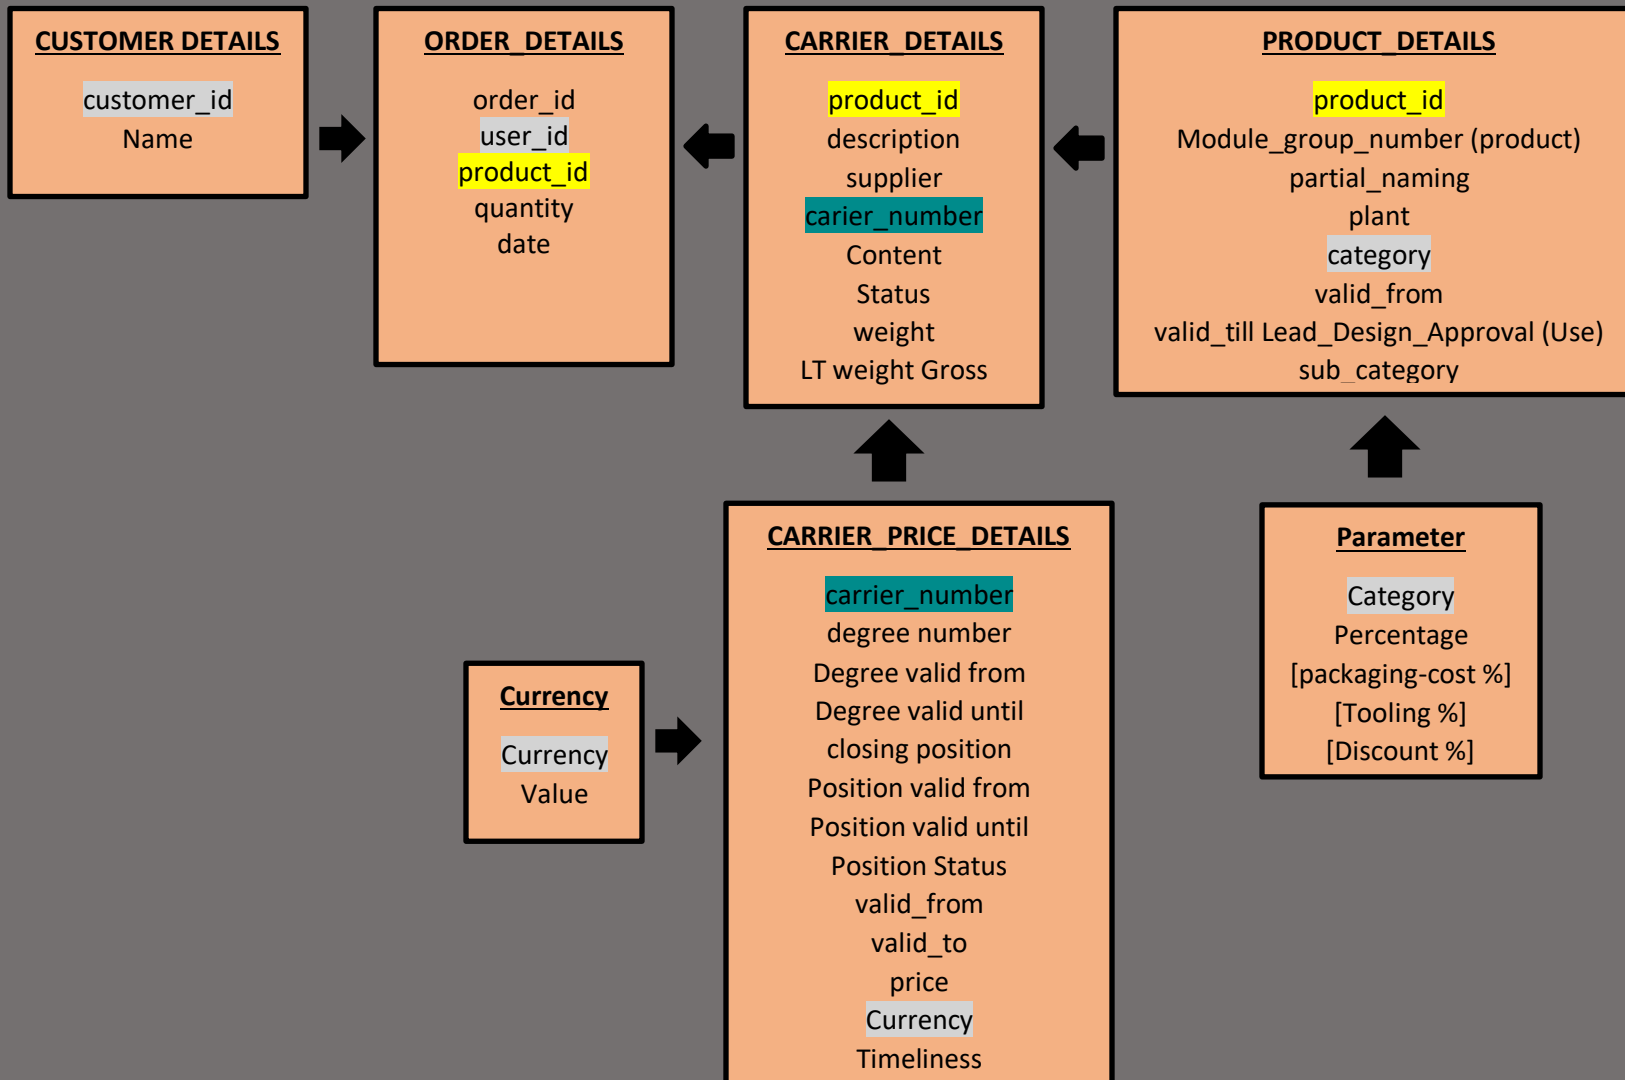 CUSTOMER DETAILS
customer_id
Name
ORDER_DETAILS
order_id
user_id
product_id
quantity
date
CARRIER_DETAILS
product_id
description
supplier
carier_number
Content
Status
weight
LT weight Gross
PRODUCT_DETAILS
product_id
Module_group_number (product)
partial_naming
plant
category
valid_from
valid_till Lead_Design_Approval (Use)
sub_category
Currency
Currency
Value
CARRIER_PRICE_DETAILS
carrier_number
degree number
Degree valid from
Degree valid until
closing position
Position valid from
Position valid until
Position Status
valid_from
valid_to
price
Currency
Timeliness
Parameter
Category
Percentage
[packaging-cost %]
[Tooling %]
[Discount %]